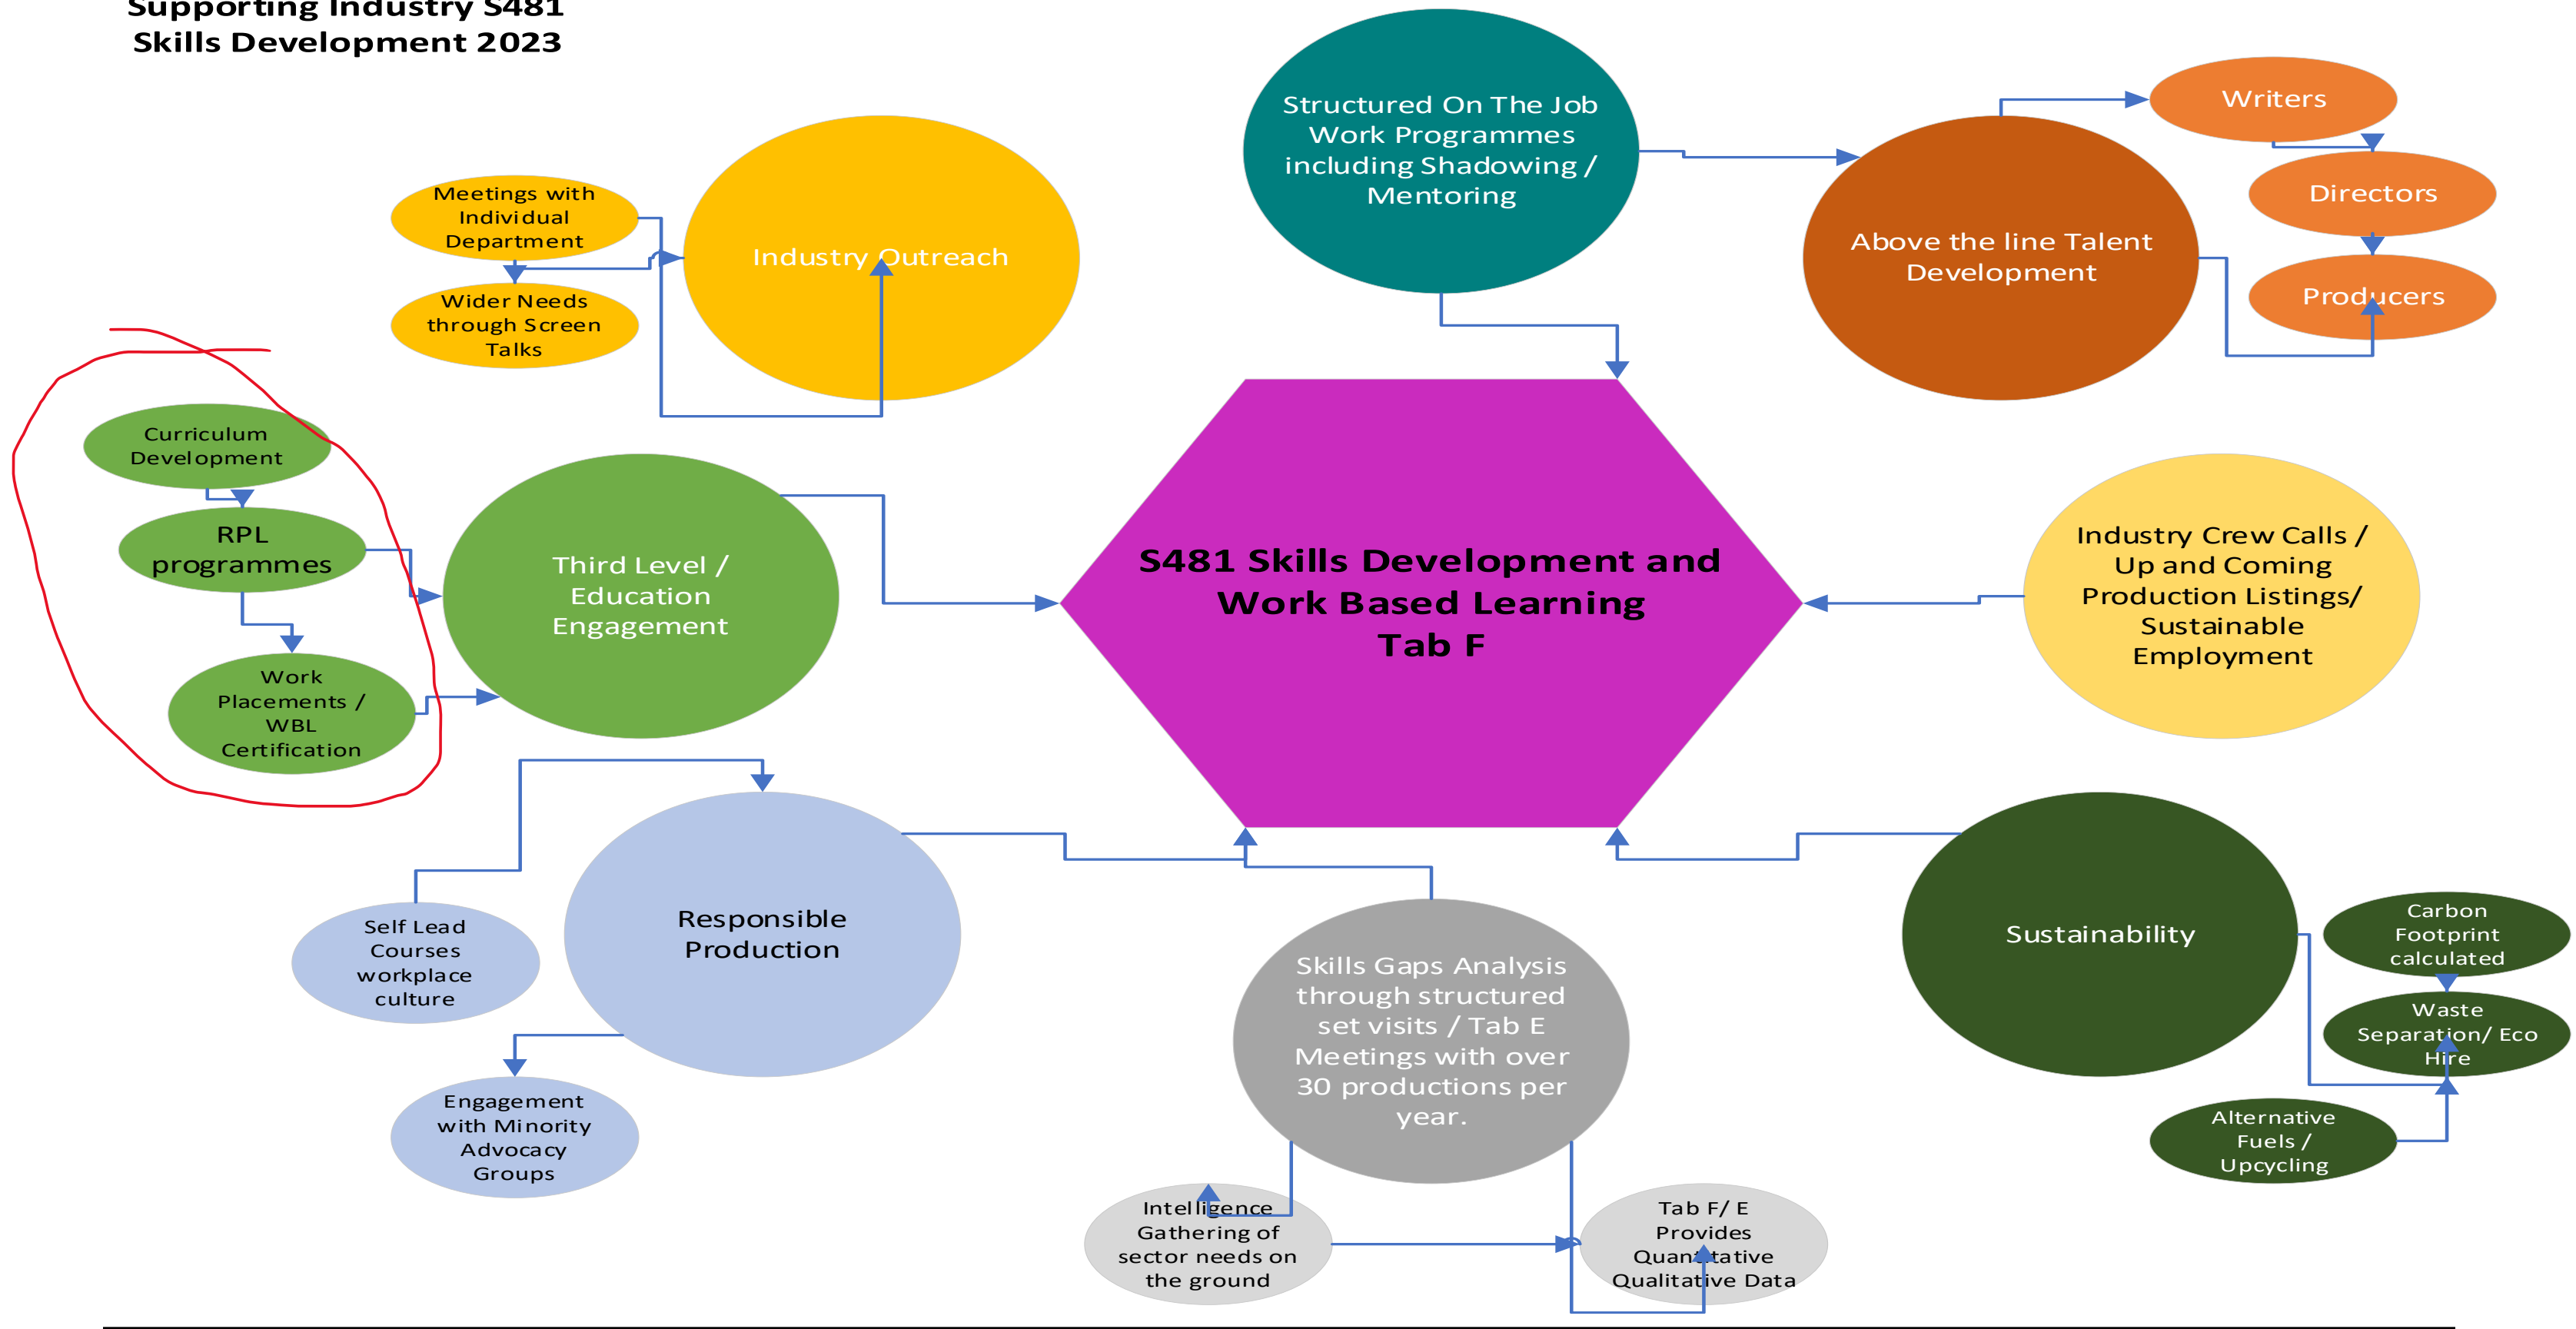 Supporting Industry S481
Skills Development 2023
Structured On The Job
Work Programmes
including Shadowing /
Mentoring
Writers
Directors
Producers
Above the line Talent
Development
Meetings with
Individual
Department
Wider Needs
through Screen
Talks
Industry Outreach
Curriculum
Development
RPL
programmes
Work
Placements /
WBL
Certification
Third Level /
Education
Engagement
S481 Skills Development and
Work Based Learning
Tab F
Industry Crew Calls /
Up and Coming
Production Listings/
Sustainable
Employment
Self Lead
Courses
workplace
culture
Responsible
Production
Engagement
with Minority
Advocacy
Groups
Skills Gaps Analysis
through structured
set visits / Tab E
Meetings with over
30 productions per
year.
Intelligence
Gathering of
sector needs on
the ground
Tab F/ E
Provides
Quantitative
Qualitative Data
Sustainability
Carbon
Footprint
calculated
Waste
Separation/ Eco
Hire
Alternative
Fuels /
Upcycling